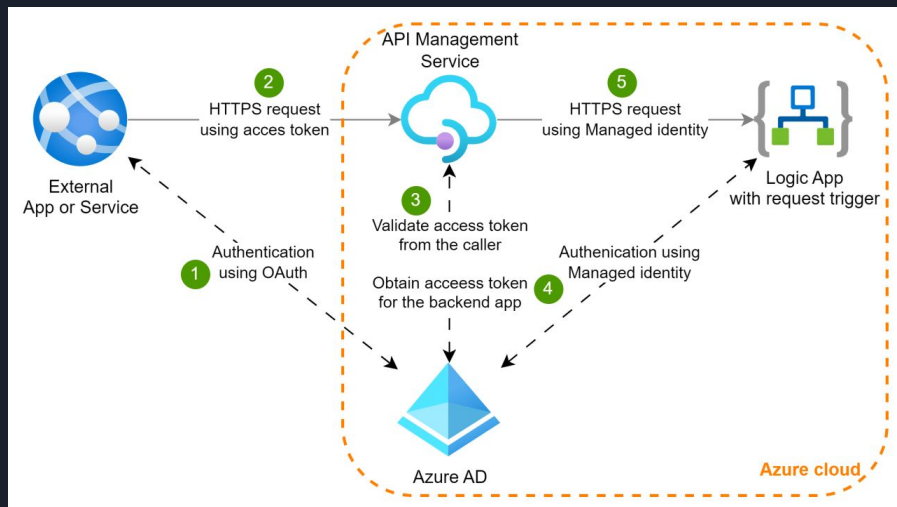 API Management
Service
2
HTTPS request
using acces token
5
HTTPS request
using Managed identity
External
App or Service
Logic App
with request trigger
3
Validate access token
from the caller
1
Authentication
using OAuth
Authenication using
Managed identity
4
Obtain acceess token
for the backend app
Azure AD
Azure cloud